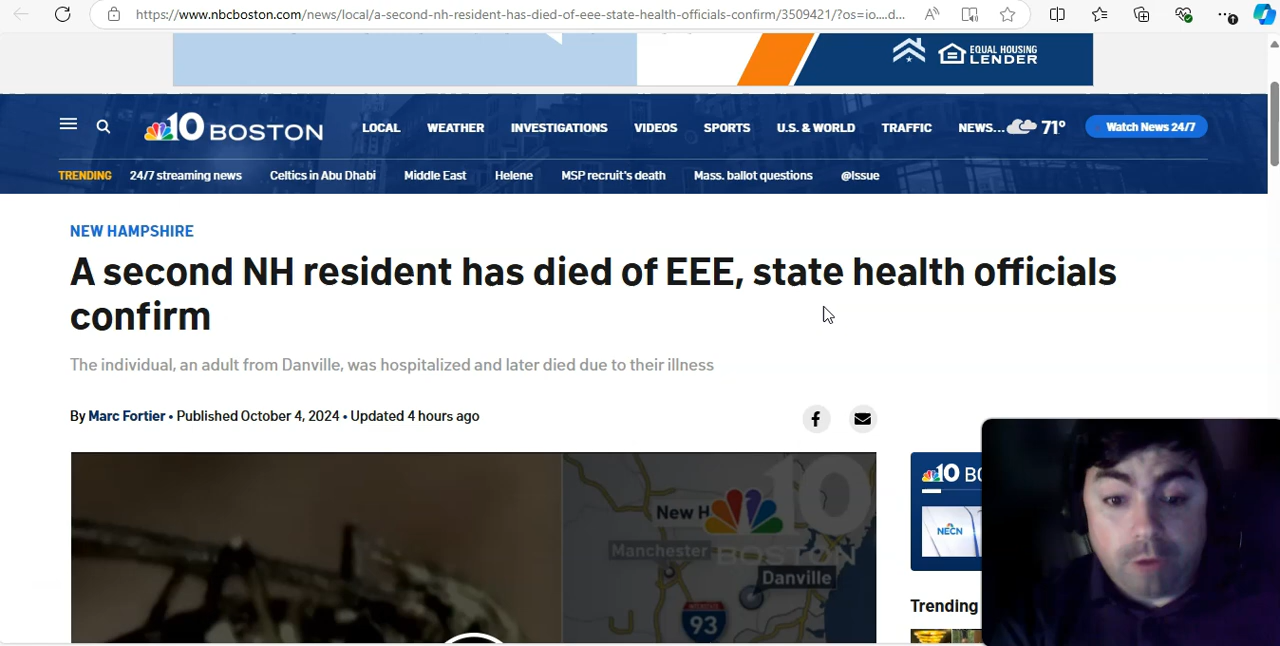 https://www.nbcboston.com/news/local/a-second-nh-resident-has-died-of-eee-state-health-officials-confirm/3509421/?os=io....d...
EQUAL HOUSING
LENDER
10 BOSTON
LOCAL WEATHER INVESTIGATIONS VIDEOS SPORTS U.S. & WORLD TRAFFIC NEWS... 71° Watch News 24/7
TRENDING 24/7 streaming news Celtics in Abu Dhabi Middle East Helene MSP recruit's death Mass. ballot questions @Issue
NEW HAMPSHIRE
A second NH resident has died of EEE, state health officials
confirm
The individual, an adult from Danville, was hospitalized and later died due to their illness
By Marc Fortier • Published October 4, 2024 • Updated 4 hours ago
10 BO
New H
10
Manchester
BOSTON
Danville
93
NECN
Trending